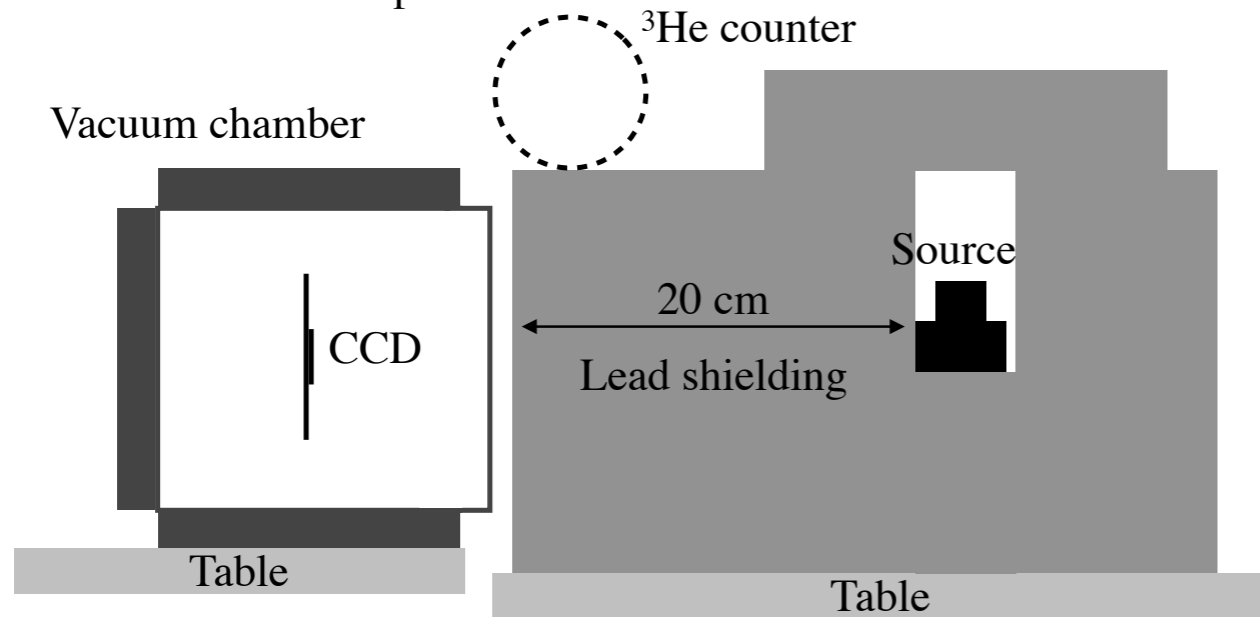 ³He counter
Vacuum chamber
Source
20 cm
CCD
Lead shielding
Table
Table